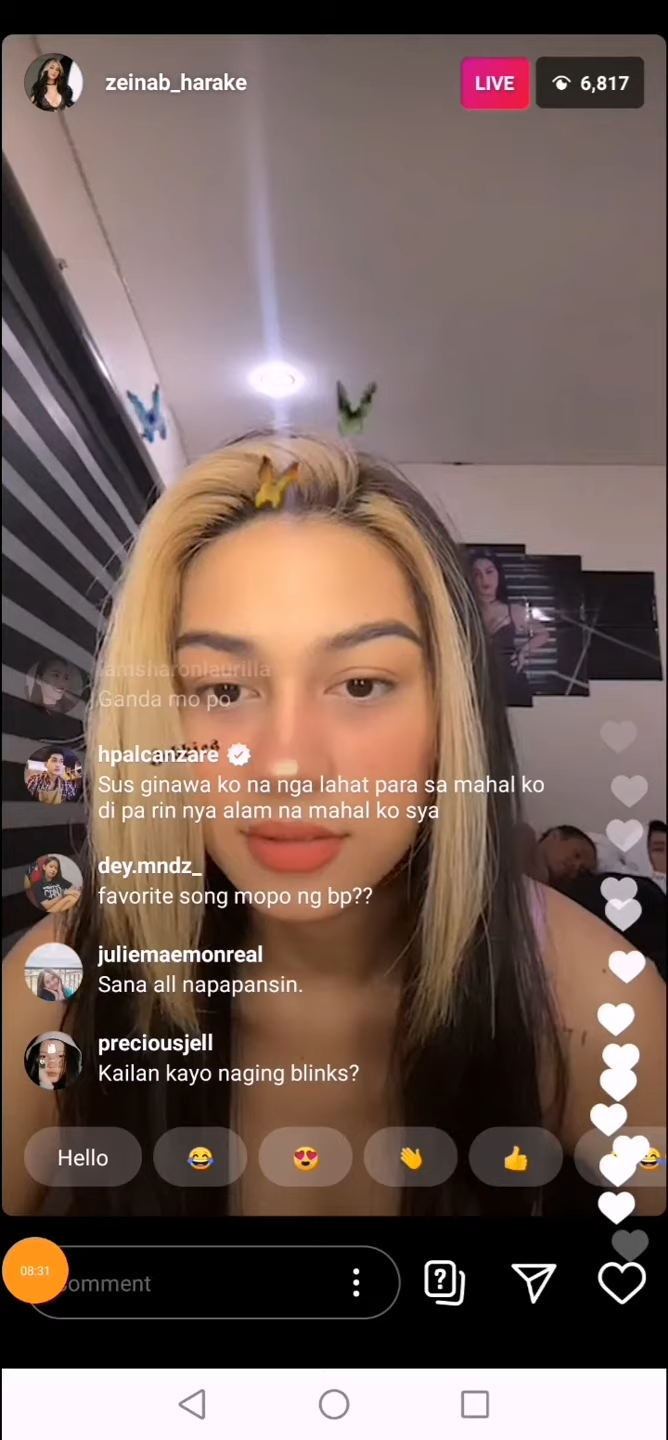 zeinab_harake
LIVE
6,817
iamsharonlaurilla
Ganda mo po
hpalcanzare
Sus ginawa ko na nga lahat para sa mahal ko
di pa rin nya alam na mahal ko sya
dey.mndz_
favorite song mopo ng bp??
juliemaemonreal
Sana all napapansin.
preciousjell
Kailan kayo naging blinks?
Hello
08:31
omment